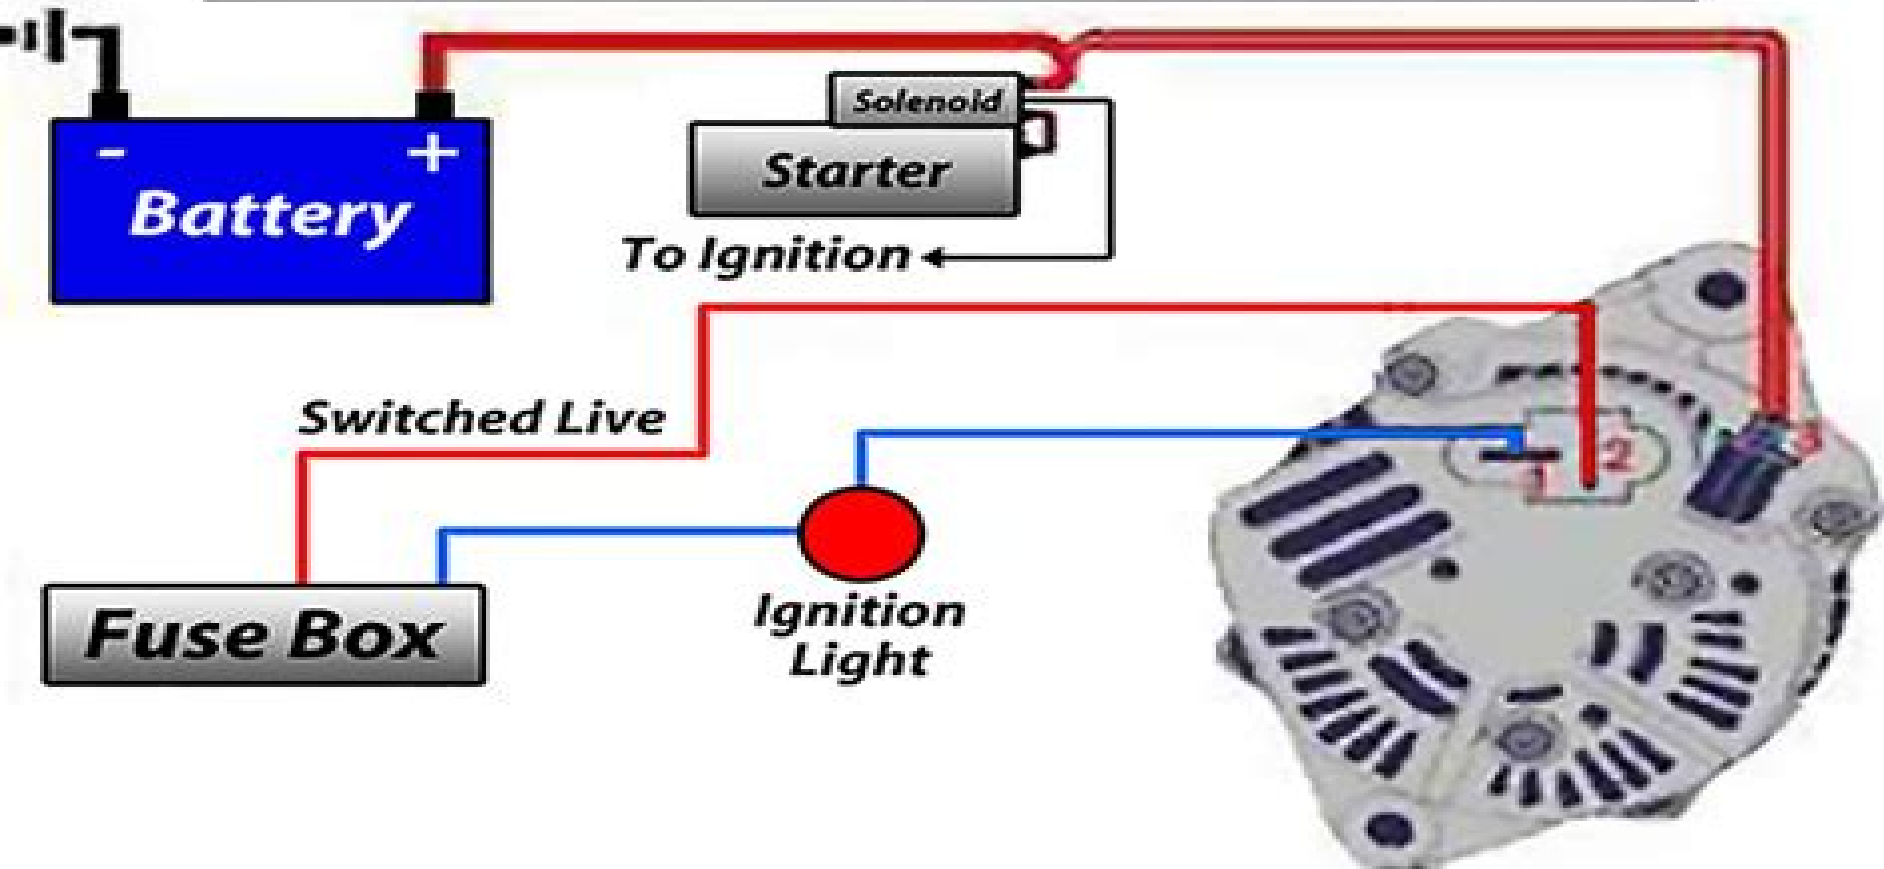 - +
Battery
Solenoid
Starter
To Ignition
Switched Live
1
2
3
Fuse Box
Ignition
Light